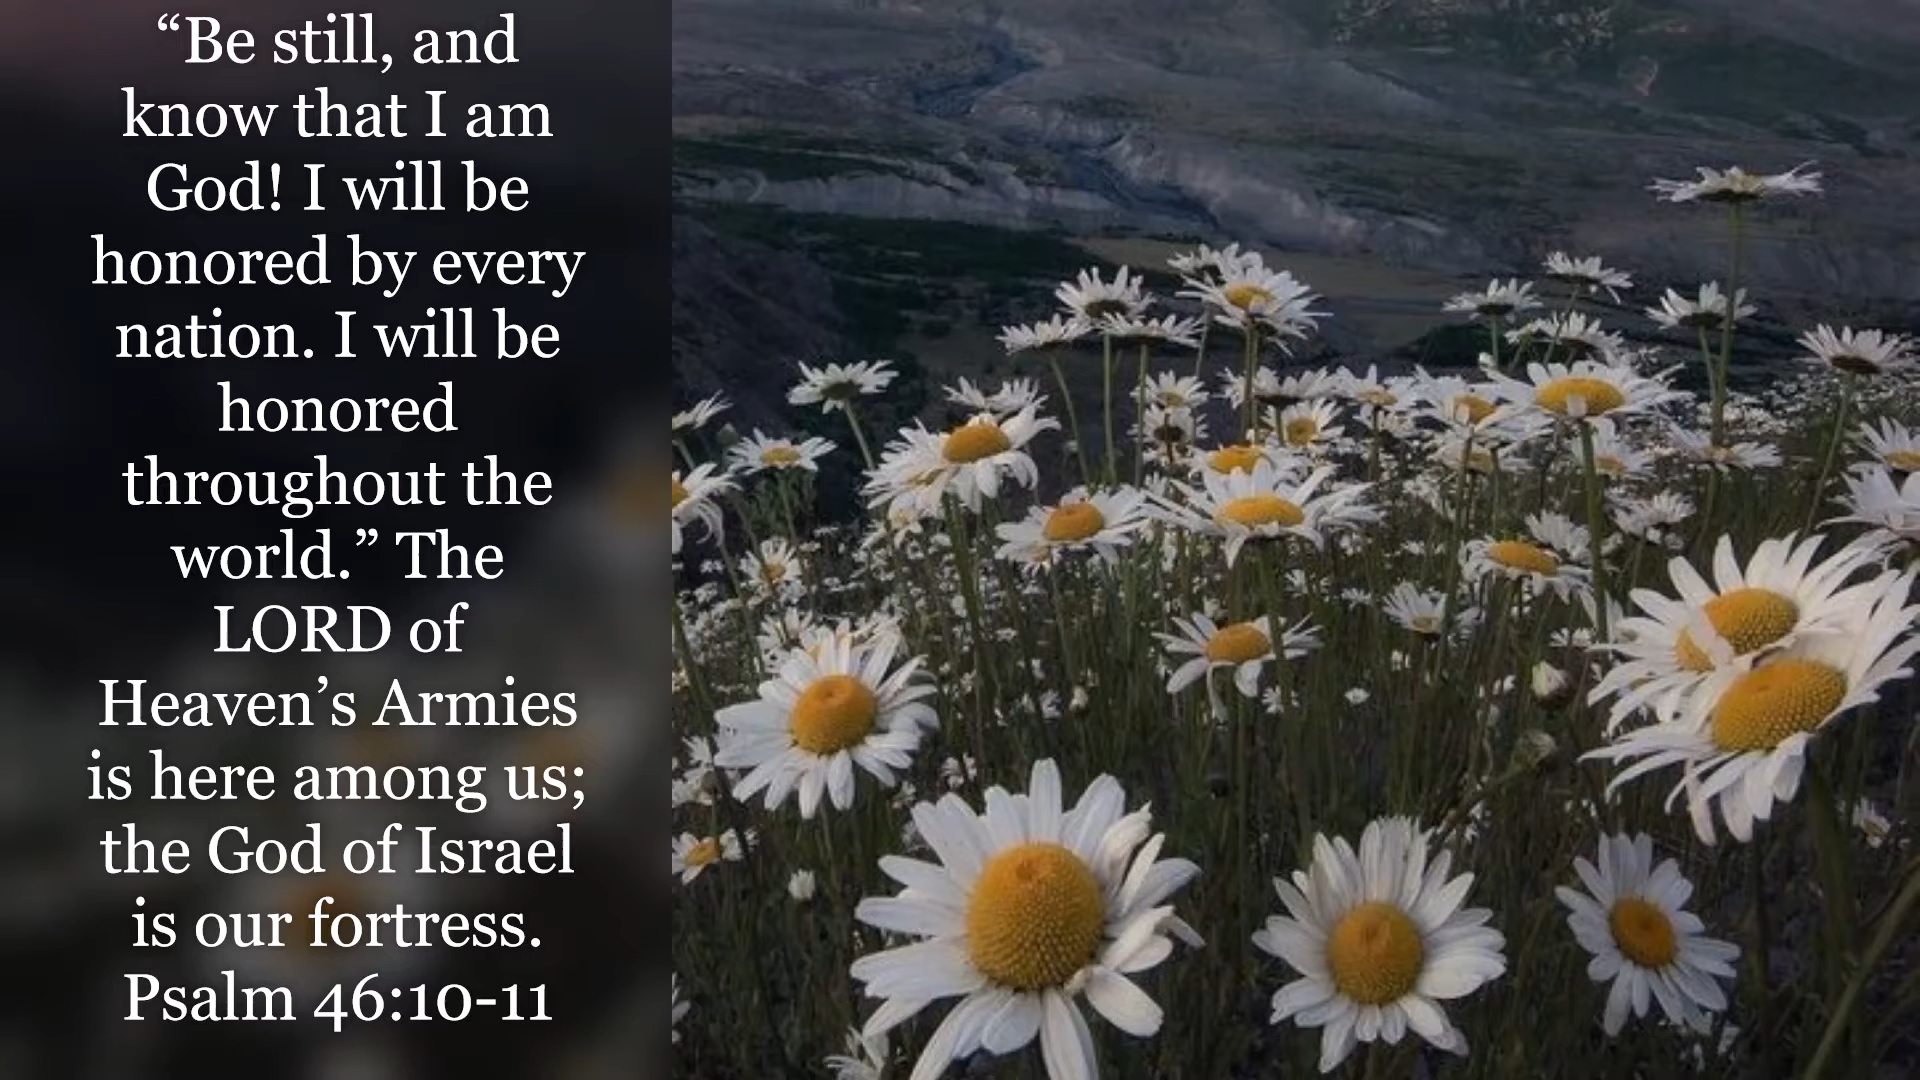 “Be still, and
know that I am
God! I will be
honored by every
nation. I will be
honored
throughout the
world.” The
LORD of
Heaven’s Armies
is here among us;
the God of Israel
is our fortress.
Psalm 46:10-11